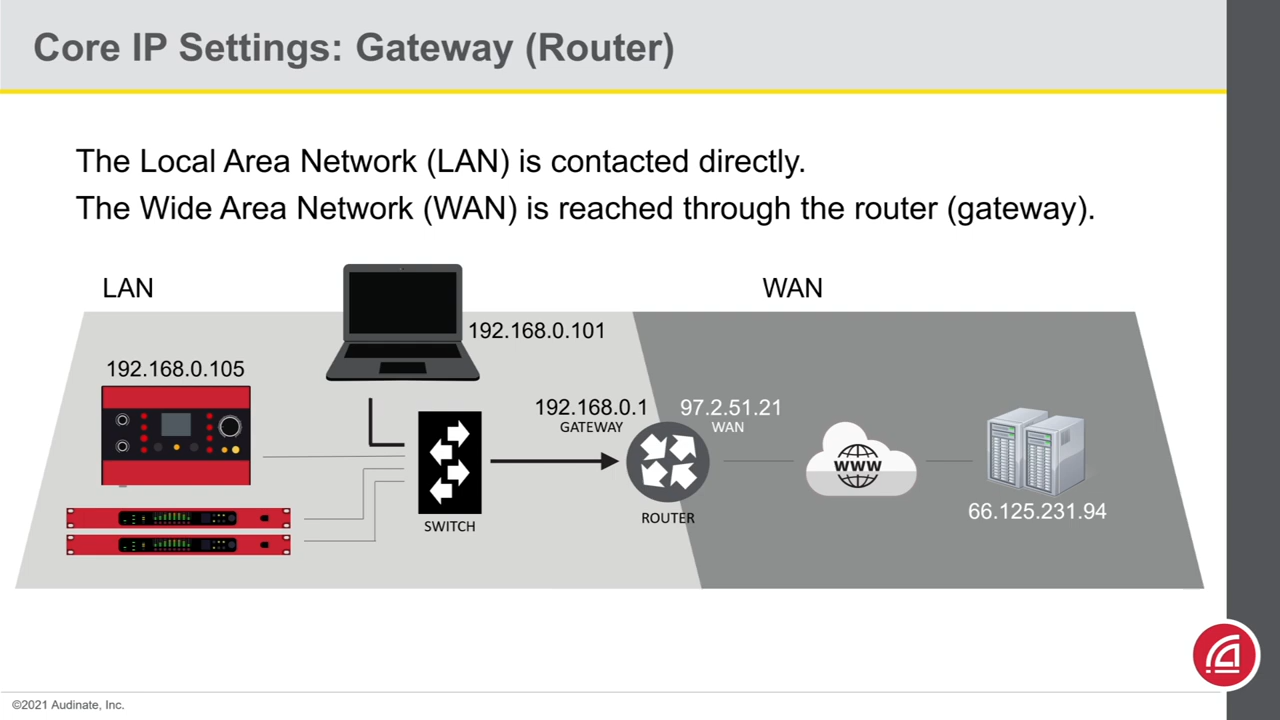 Core IP Settings: Gateway (Router)
The Local Area Network (LAN) is contacted directly.
The Wide Area Network (WAN) is reached through the router (gateway).
LAN
WAN
192.168.0.101
192.168.0.105
192.168.0.1
GATEWAY
97.2.51.21
WAN
WWW
66.125.231.94
SWITCH
ROUTER
©2021 Audinate, Inc.